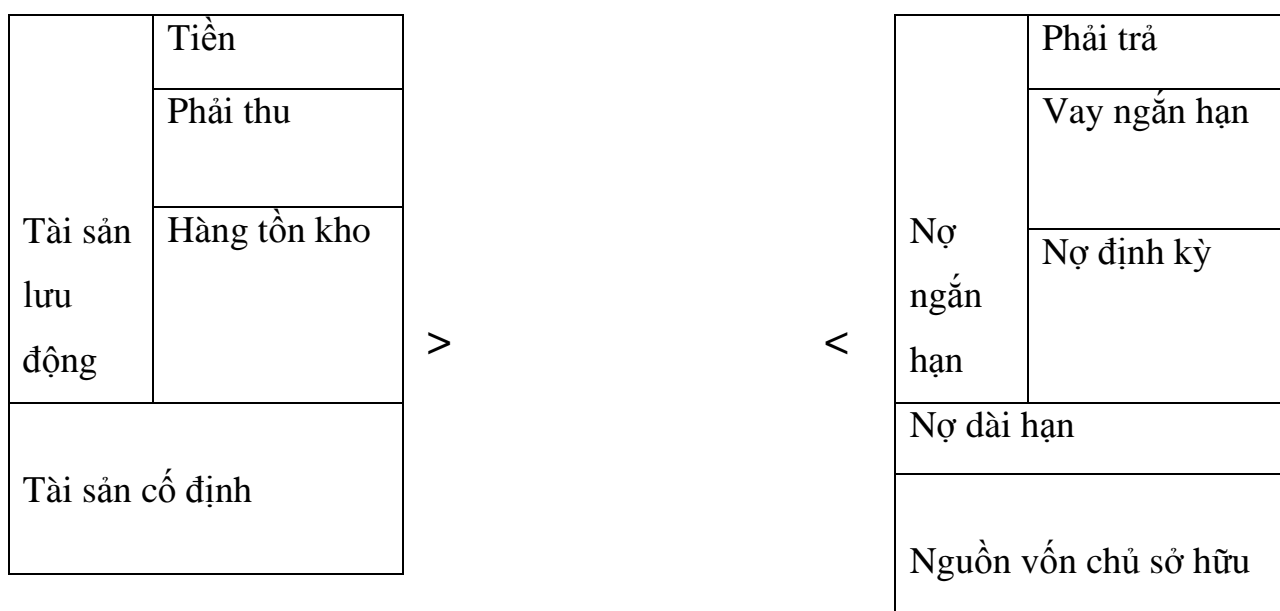 Tiền
Phải thu
Hàng tồn kho
Tài sản
lưu
động
Tài sản cố định
>
<
Phải trả
Vay ngắn hạn
Nợ định kỳ
Nợ
ngắn
hạn
Nợ dài hạn
Nguồn vốn chủ sở hữu